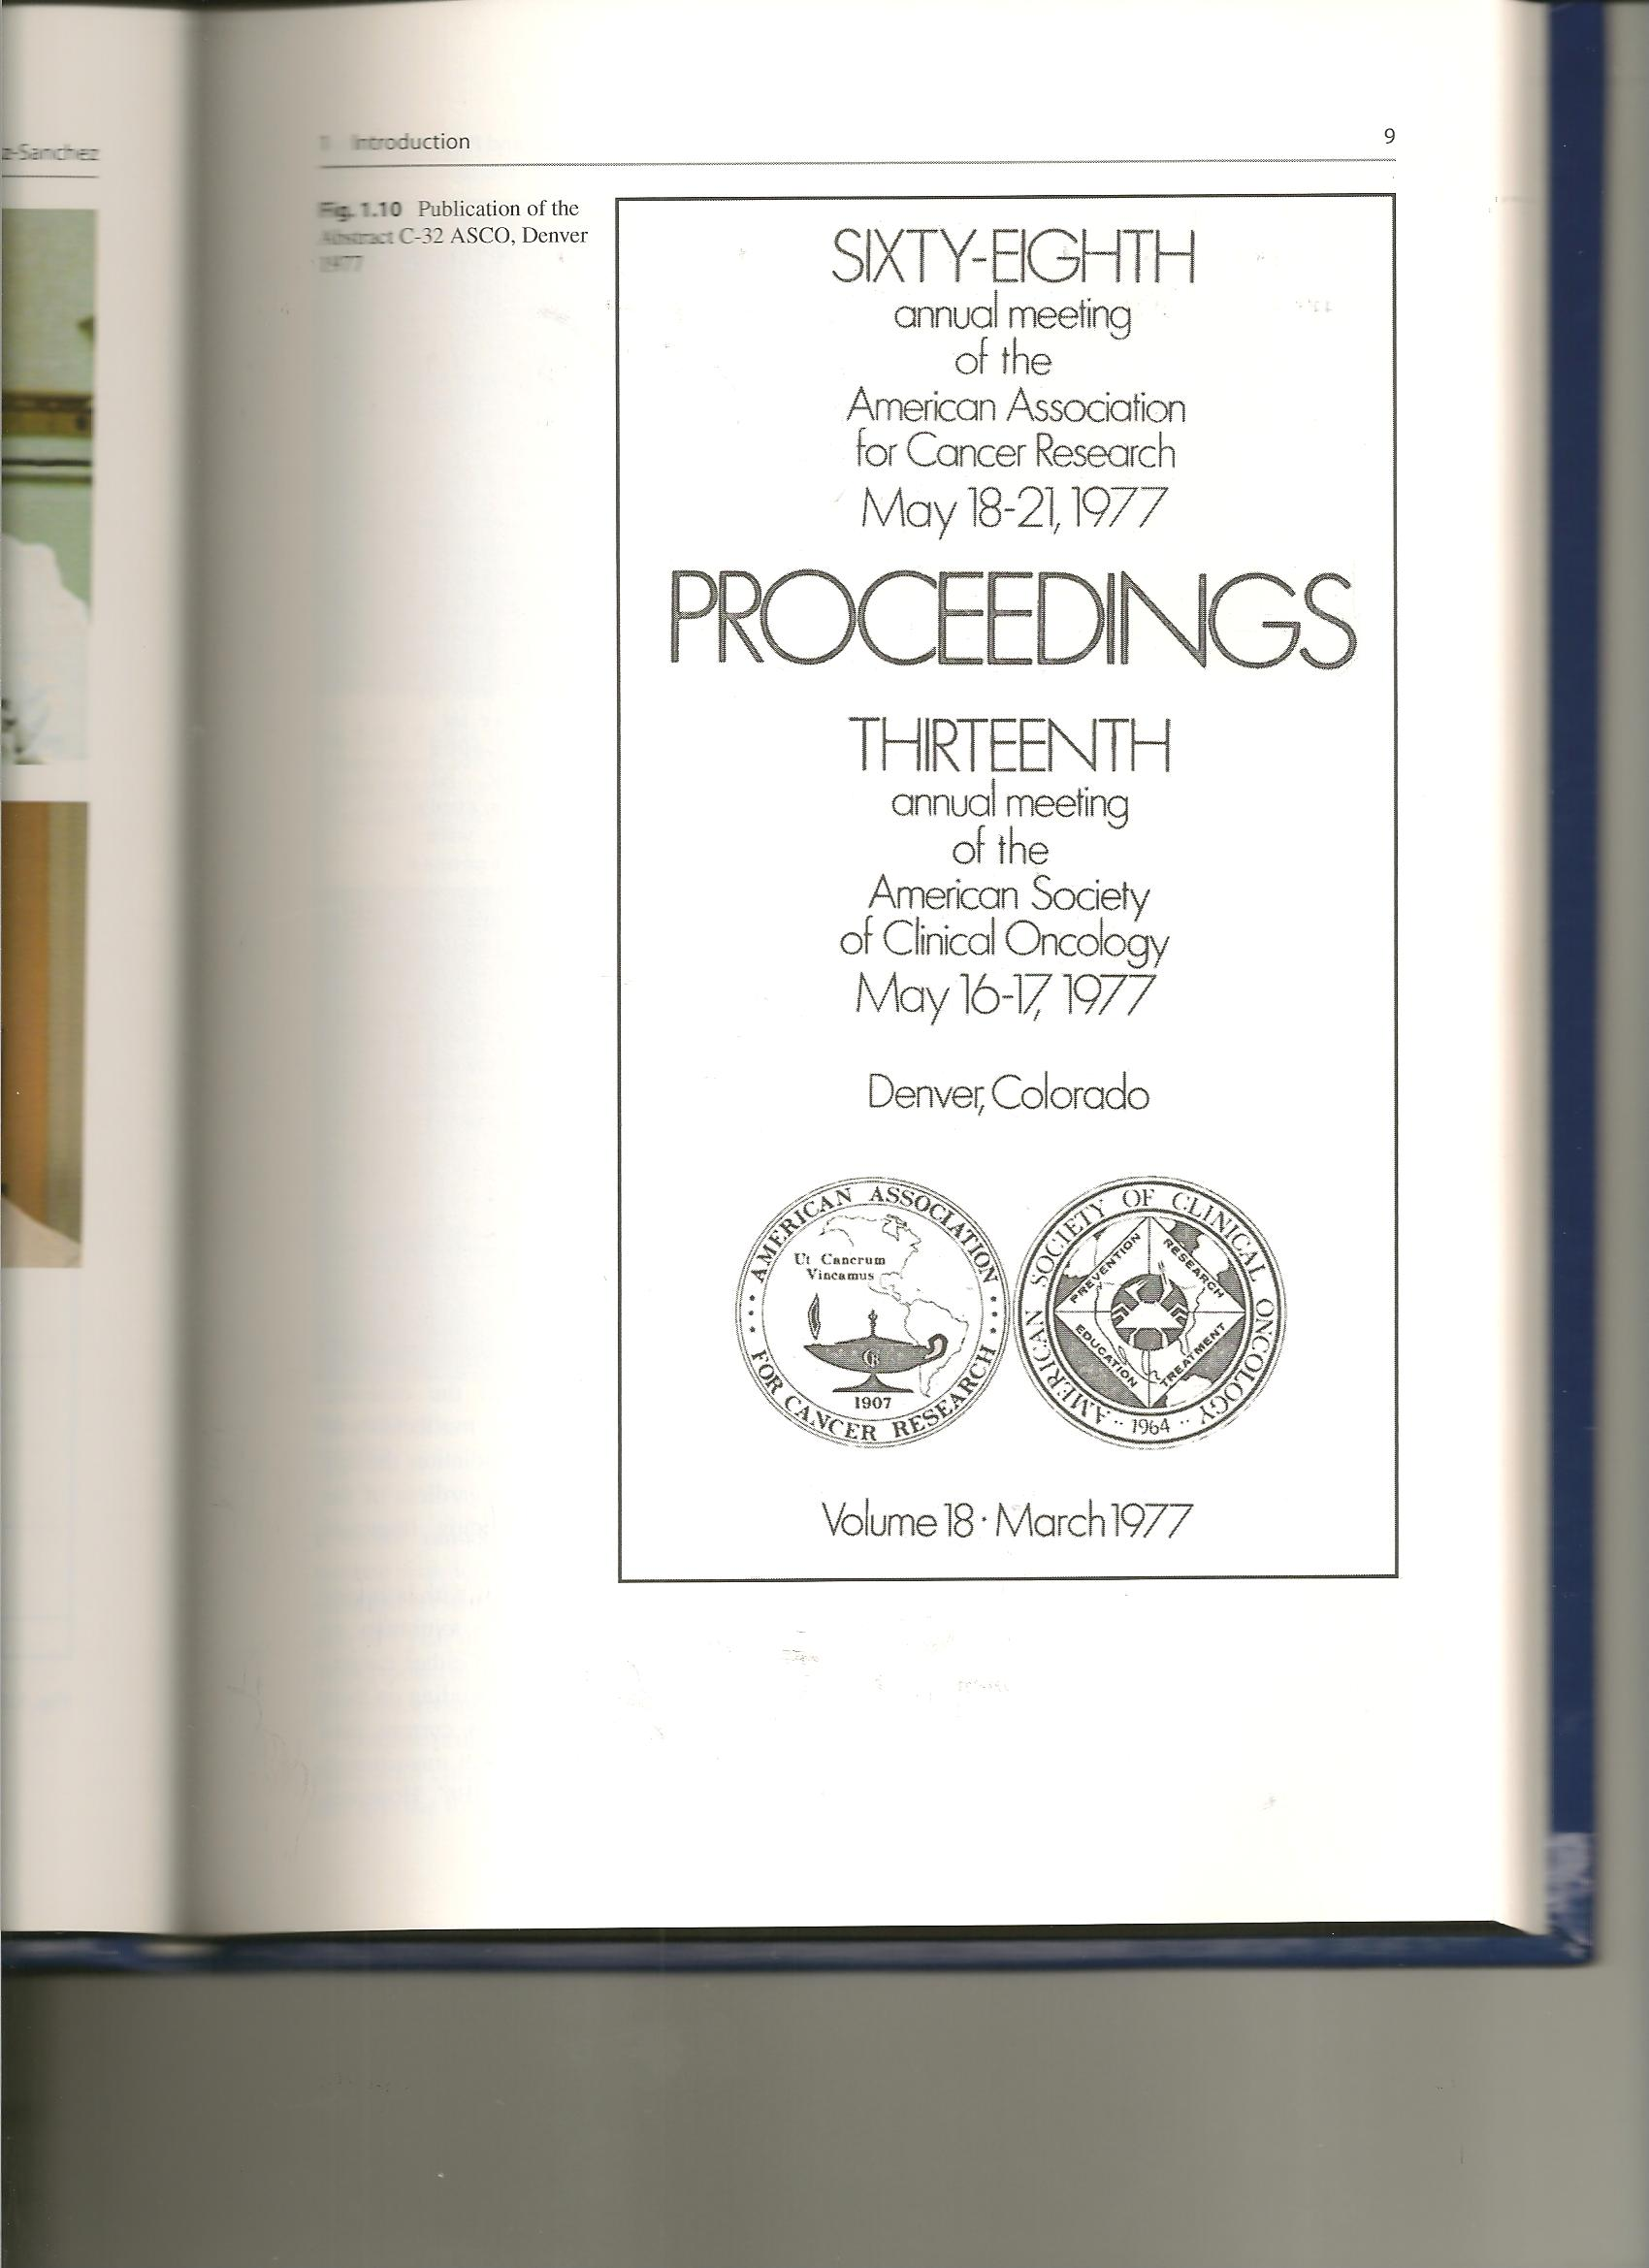 z-Sanchez
1 Introduction
9
Fig. 1.10 Publication of the
Abstract C-32 ASCO, Denver
1977
SIXTY-EIGHTH
annual meeting
of the
American Association
for Cancer Research
May 18-21, 1977
PROCEEDINGS
THIRTEENTH
annual meeting
of the
American Society
of Clinical Oncology
May 16-17, 1977
Denver, Colorado
AMERICAN ASSOCIATION
FOR CANCER RESEARCH
Ut Cancrum
Vincamus
1907
AMERICAN SOCIETY OF CLINICAL ONCOLOGY
PREVENTION
RESEARCH
EDUCATION
TREATMENT
1964
Volume 18 · March 1977